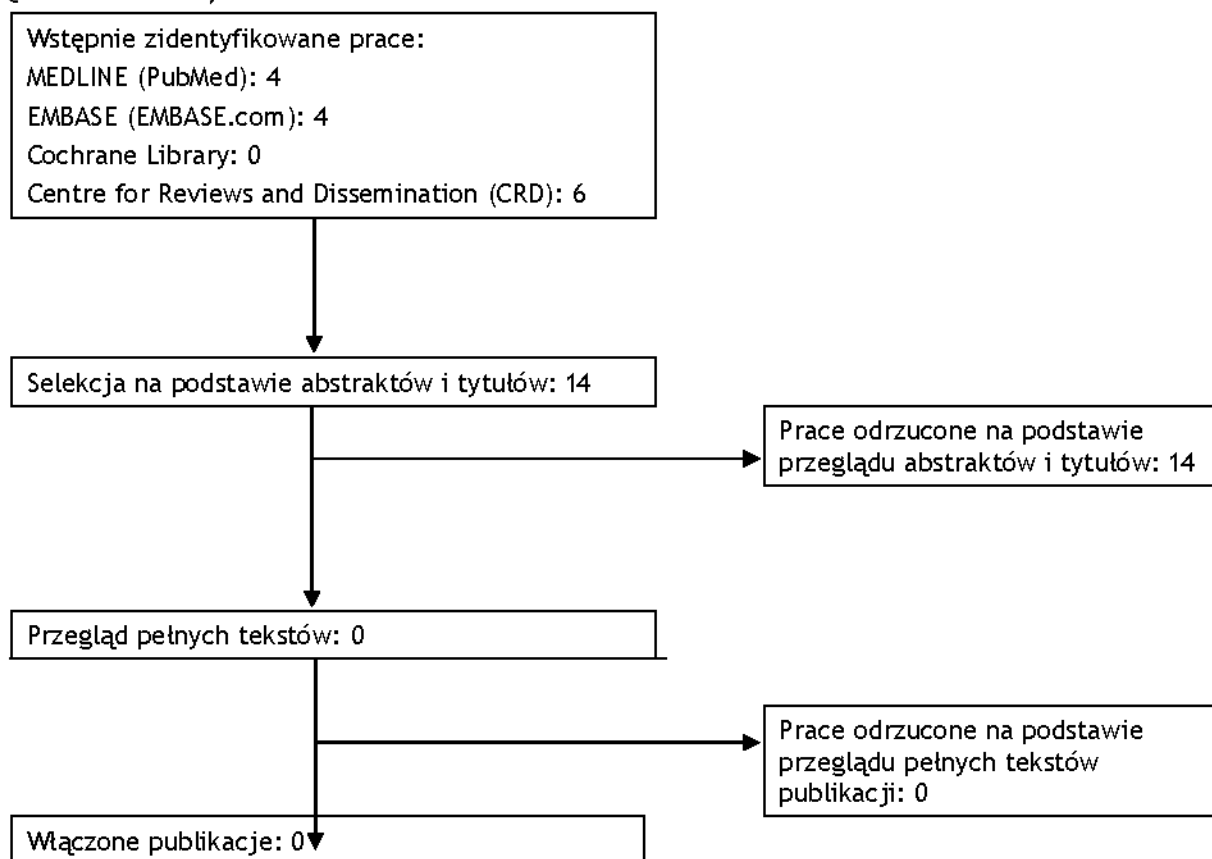 Wstępnie zidentyfikowane prace:
MEDLINE (PubMed): 4
EMBASE (EMBASE.com): 4
Cochrane Library: 0
Centre for Reviews and Dissemination (CRD): 6
Selekcja na podstawie abstraktów i tytułów: 14
Prace odrzucone na podstawie
przeglądu abstraktów i tytułów: 14
Przegląd pełnych tekstów: 0
Prace odrzucone na podstawie
przeglądu pełnych tekstów
publikacji: 0
Włączone publikacje: 0